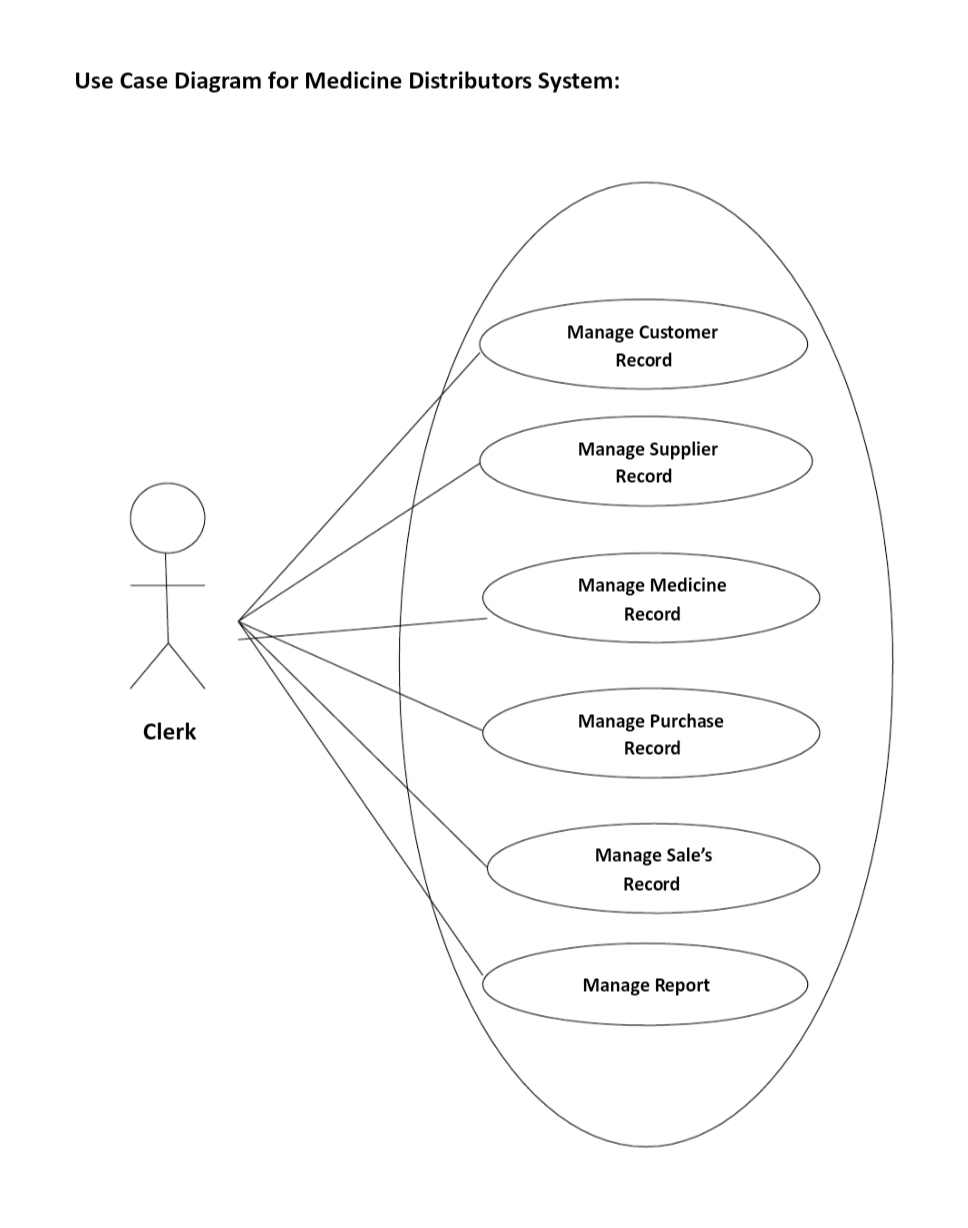 Use Case Diagram for Medicine Distributors System:
Manage Customer
Record
Manage Supplier
Record
Manage Medicine
Record
Clerk
Manage Purchase
Record
Manage Sale’s
Record
Manage Report